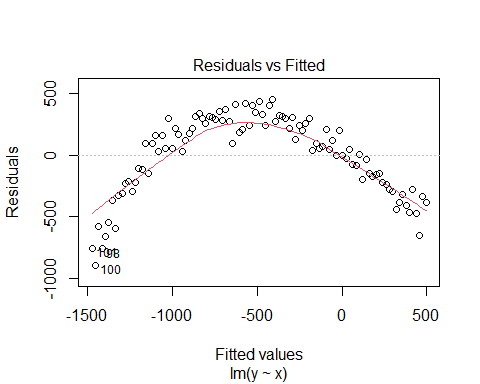 Residuals vs Fitted
Residuals
500
0
-500
-1000
100
-1500
-1000
-500
0
500
Fitted values
lm(y ~ x)